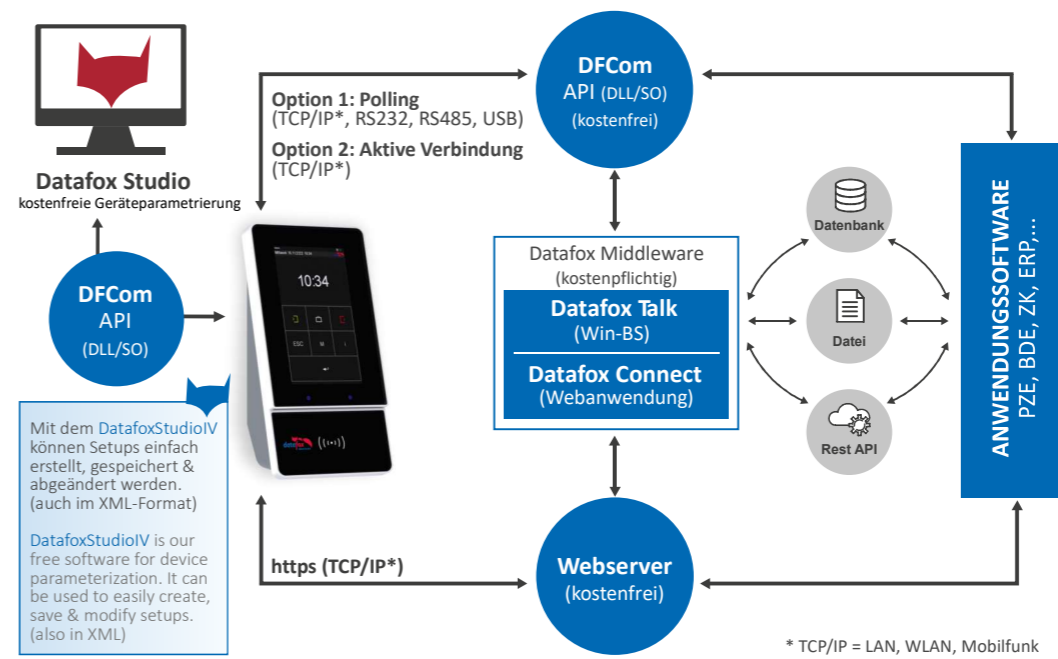 Datafox Studio
kostenfreie Geräteparametrierung
DFCom
API
(DLL/SO)
Mit dem DatafoxStudioIV
können Setups einfach
erstellt, gespeichert &
abgeändert werden.
(auch im XML-Format)
DatafoxStudioIV is our
free software for device
parameterization. It can
be used to easily create,
save & modify setups.
(also in XML)
Option 1: Polling
(TCP/IP*, RS232, RS485, USB)
Option 2: Aktive Verbindung
(TCP/IP*)
10:34
ESC
https (TCP/IP*)
DFCom
API (DLL/SO)
(kostenfrei)
Datafox Middleware
(kostenpflichtig)
Datafox Talk
(Win-BS)
Datafox Connect
(Webanwendung)
Webserver
(kostenfrei)
Datenbank
Datei
Rest API
ANWENDUNGSSOFTWARE
PZE, BDE, ZK, ERP,...
* TCP/IP = LAN, WLAN, Mobilfunk